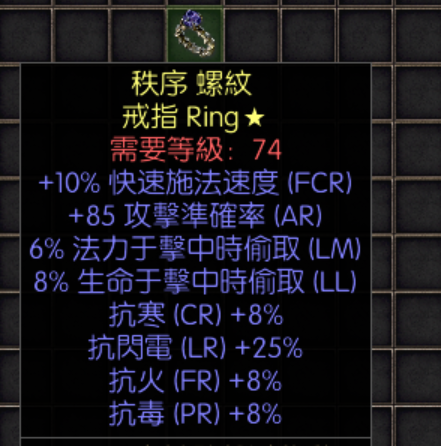 秩序 螺紋
戒指 Ring★
需要等級：74
+10% 快速施法速度 (FCR)
+85 攻擊準確率 (AR)
6% 法力于擊中時偷取 (LM)
8% 生命于擊中時偷取 (LL)
抗寒 (CR) +8%
抗閃電 (LR) +25%
抗火 (FR) +8%
抗毒 (PR) +8%